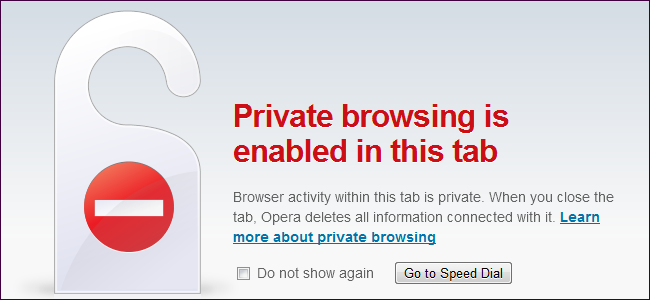 Private browsing is
enabled in this tab
Browser activity within this tab is private. When you close the
tab, Opera deletes all information connected with it. Learn
more about private browsing
Do not show again
Go to Speed Dial